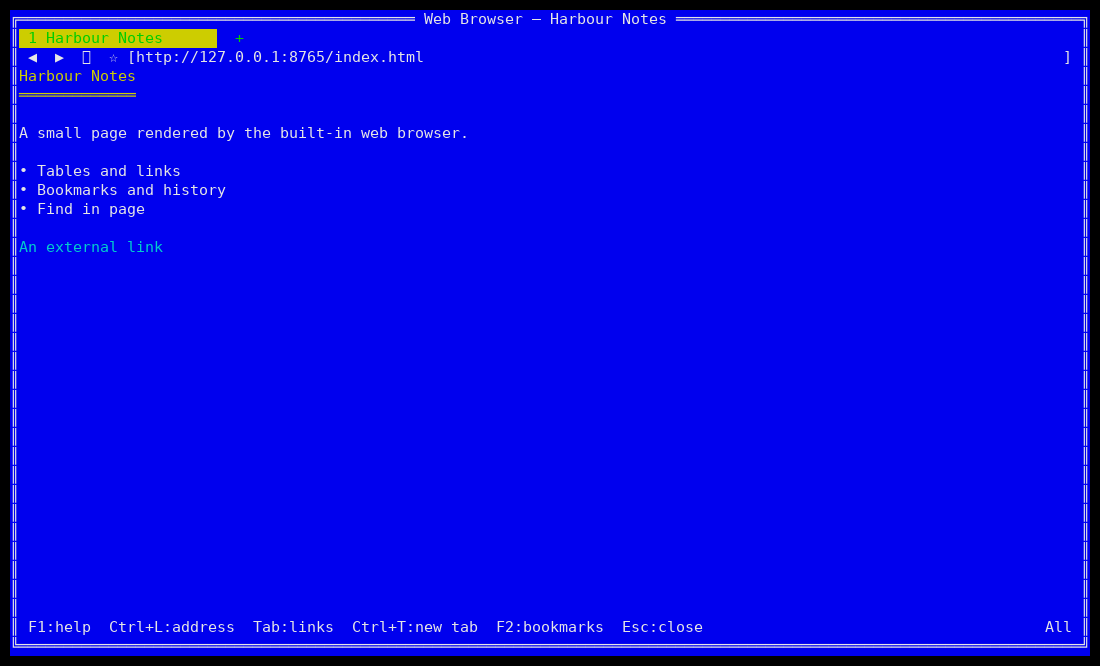 Web Browser — Harbour Notes
1 Harbour Notes +
◀ ▶ ☆ [http://127.0.0.1:8765/index.html ]
Harbour Notes
A small page rendered by the built-in web browser.
• Tables and links
• Bookmarks and history
• Find in page
An external link
F1:help Ctrl+L:address Tab:links Ctrl+T:new tab F2:bookmarks Esc:close All